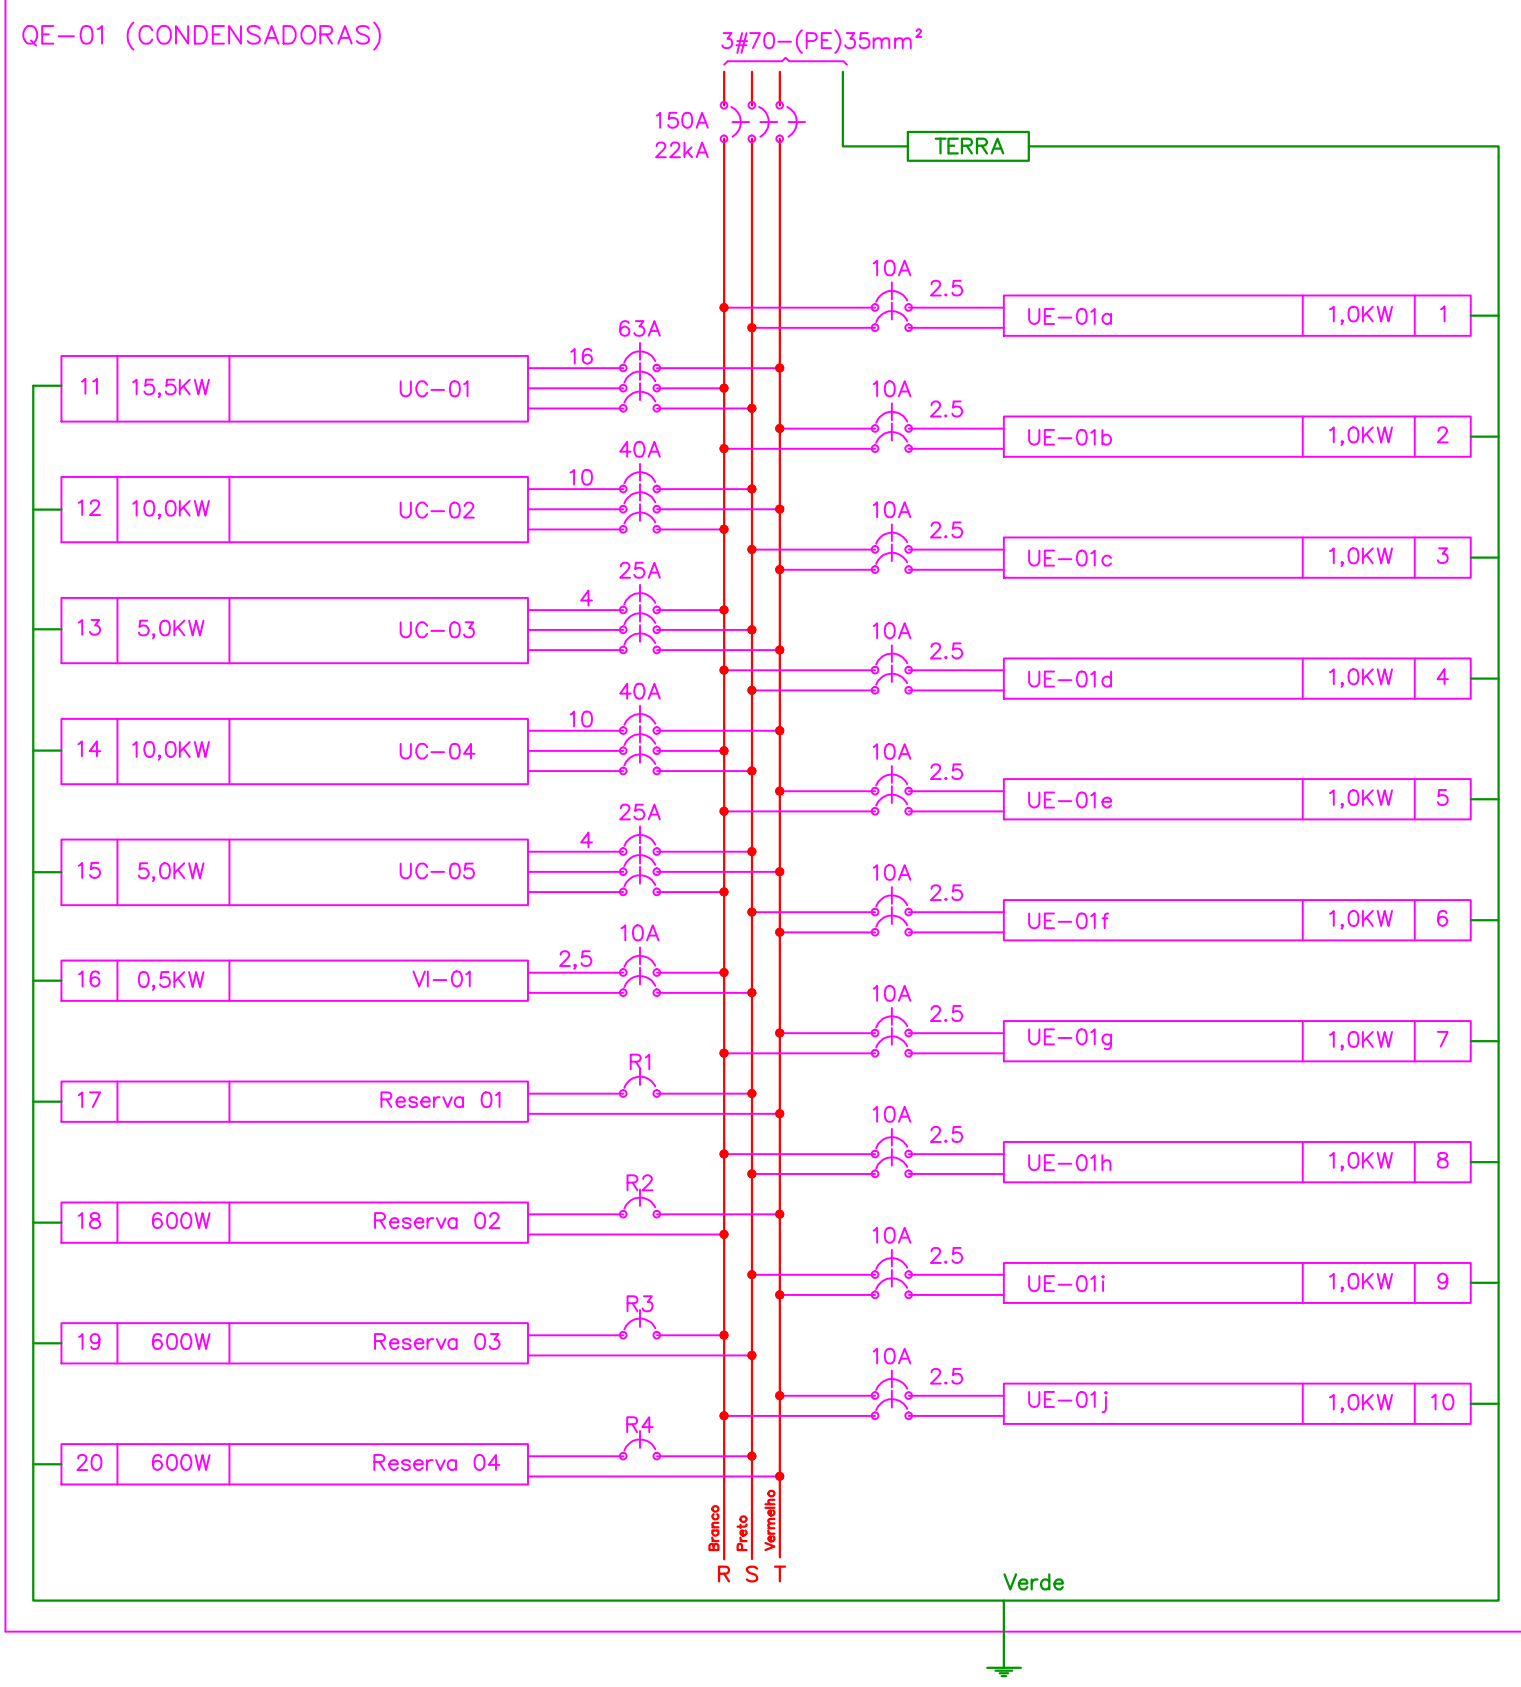 QE-01 (CONDENSADORAS)
3#70-(PE)35mm²
150A
22kA
TERRA
10A
2.5
UE-01a 1,0KW 1
63A
16
11 15,5KW UC-01
10A
2.5
UE-01b 1,0KW 2
40A
10
12 10,0KW UC-02
10A
2.5
UE-01c 1,0KW 3
25A
4
13 5,0KW UC-03
10A
2.5
UE-01d 1,0KW 4
40A
10
14 10,0KW UC-04
10A
2.5
UE-01e 1,0KW 5
25A
4
15 5,0KW UC-05
10A
2.5
UE-01f 1,0KW 6
10A
2,5
16 0,5KW VI-01
10A
2.5
UE-01g 1,0KW 7
R1
17 Reserva 01
10A
2.5
UE-01h 1,0KW 8
R2
18 600W Reserva 02
10A
2.5
UE-01i 1,0KW 9
R3
19 600W Reserva 03
10A
2.5
UE-01j 1,0KW 10
R4
20 600W Reserva 04
Branco
Preto
Vermelho
R S T
Verde